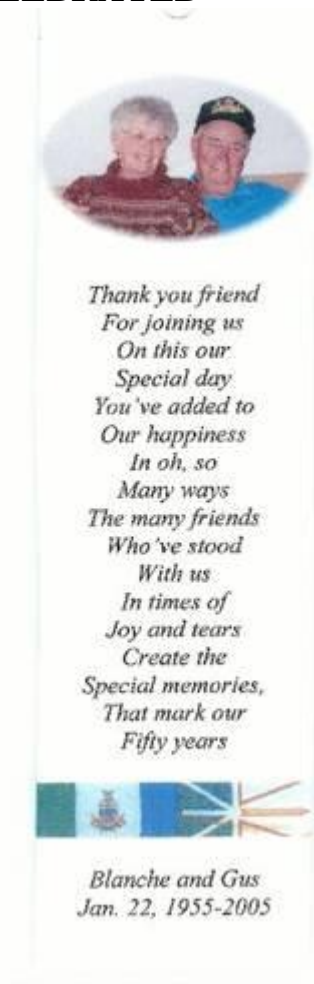 Thank you friend
For joining us
On this our
Special day
You've added to
Our happiness
In oh, so
Many ways
The many friends
Who've stood
With us
In times of
Joy and tears
Create the
Special memories,
That mark our
Fifty years
Blanche and Gus
Jan. 22, 1955-2005